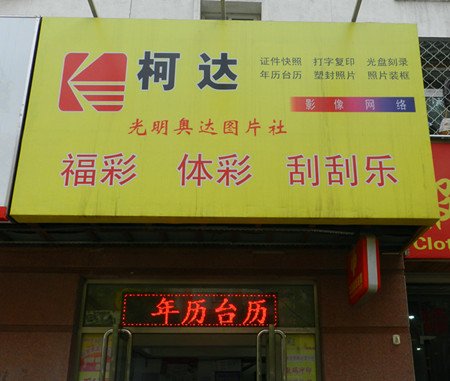 柯达
证件快照 打字复印 光盘刻录
年历台历 塑封照片 照片装框
影像网络
光明奥达图片社
福彩 体彩 刮刮乐
Clot
年历台历